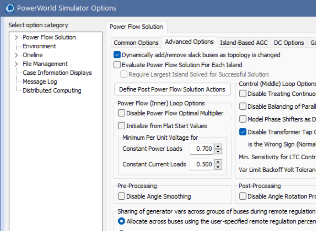 PowerWorld Simulator Options
Select option category
Power Flow Solution
Environment
Oneline
File Management
Case Information Displays
Message Log
Distributed Computing
Power Flow Solution
Common Options Advanced Options Island-Based AGC DC Options
Dynamically add/remove slack buses as topology is changed
Evaluate Power Flow Solution For Each Island
Require Largest Island Solved for Successful Solution
Define Post Power Flow Solution Actions
Power Flow (Inner) Loop Options
Disable Power Flow Optimal Multiplier
Initialize from Flat Start Values
Minimum Per Unit Voltage for
Constant Power Loads 0.700
Constant Current Loads 0.500
Control (Middle) Loop Options
Disable Treating Continuo
Disable Balancing of Parall
Model Phase Shifters as D
Disable Transformer Tap C
is the Wrong Sign (Normal
Min. Sensitivity for LTC Contr
Var Limit Backoff Volt Toleran
Pre-Processing
Disable Angle Smoothing
Post-Processing
Disable Angle Rotation Pro
Sharing of generator vars across groups of buses during remote regulation
Allocate across buses using the user-specified remote regulation percen